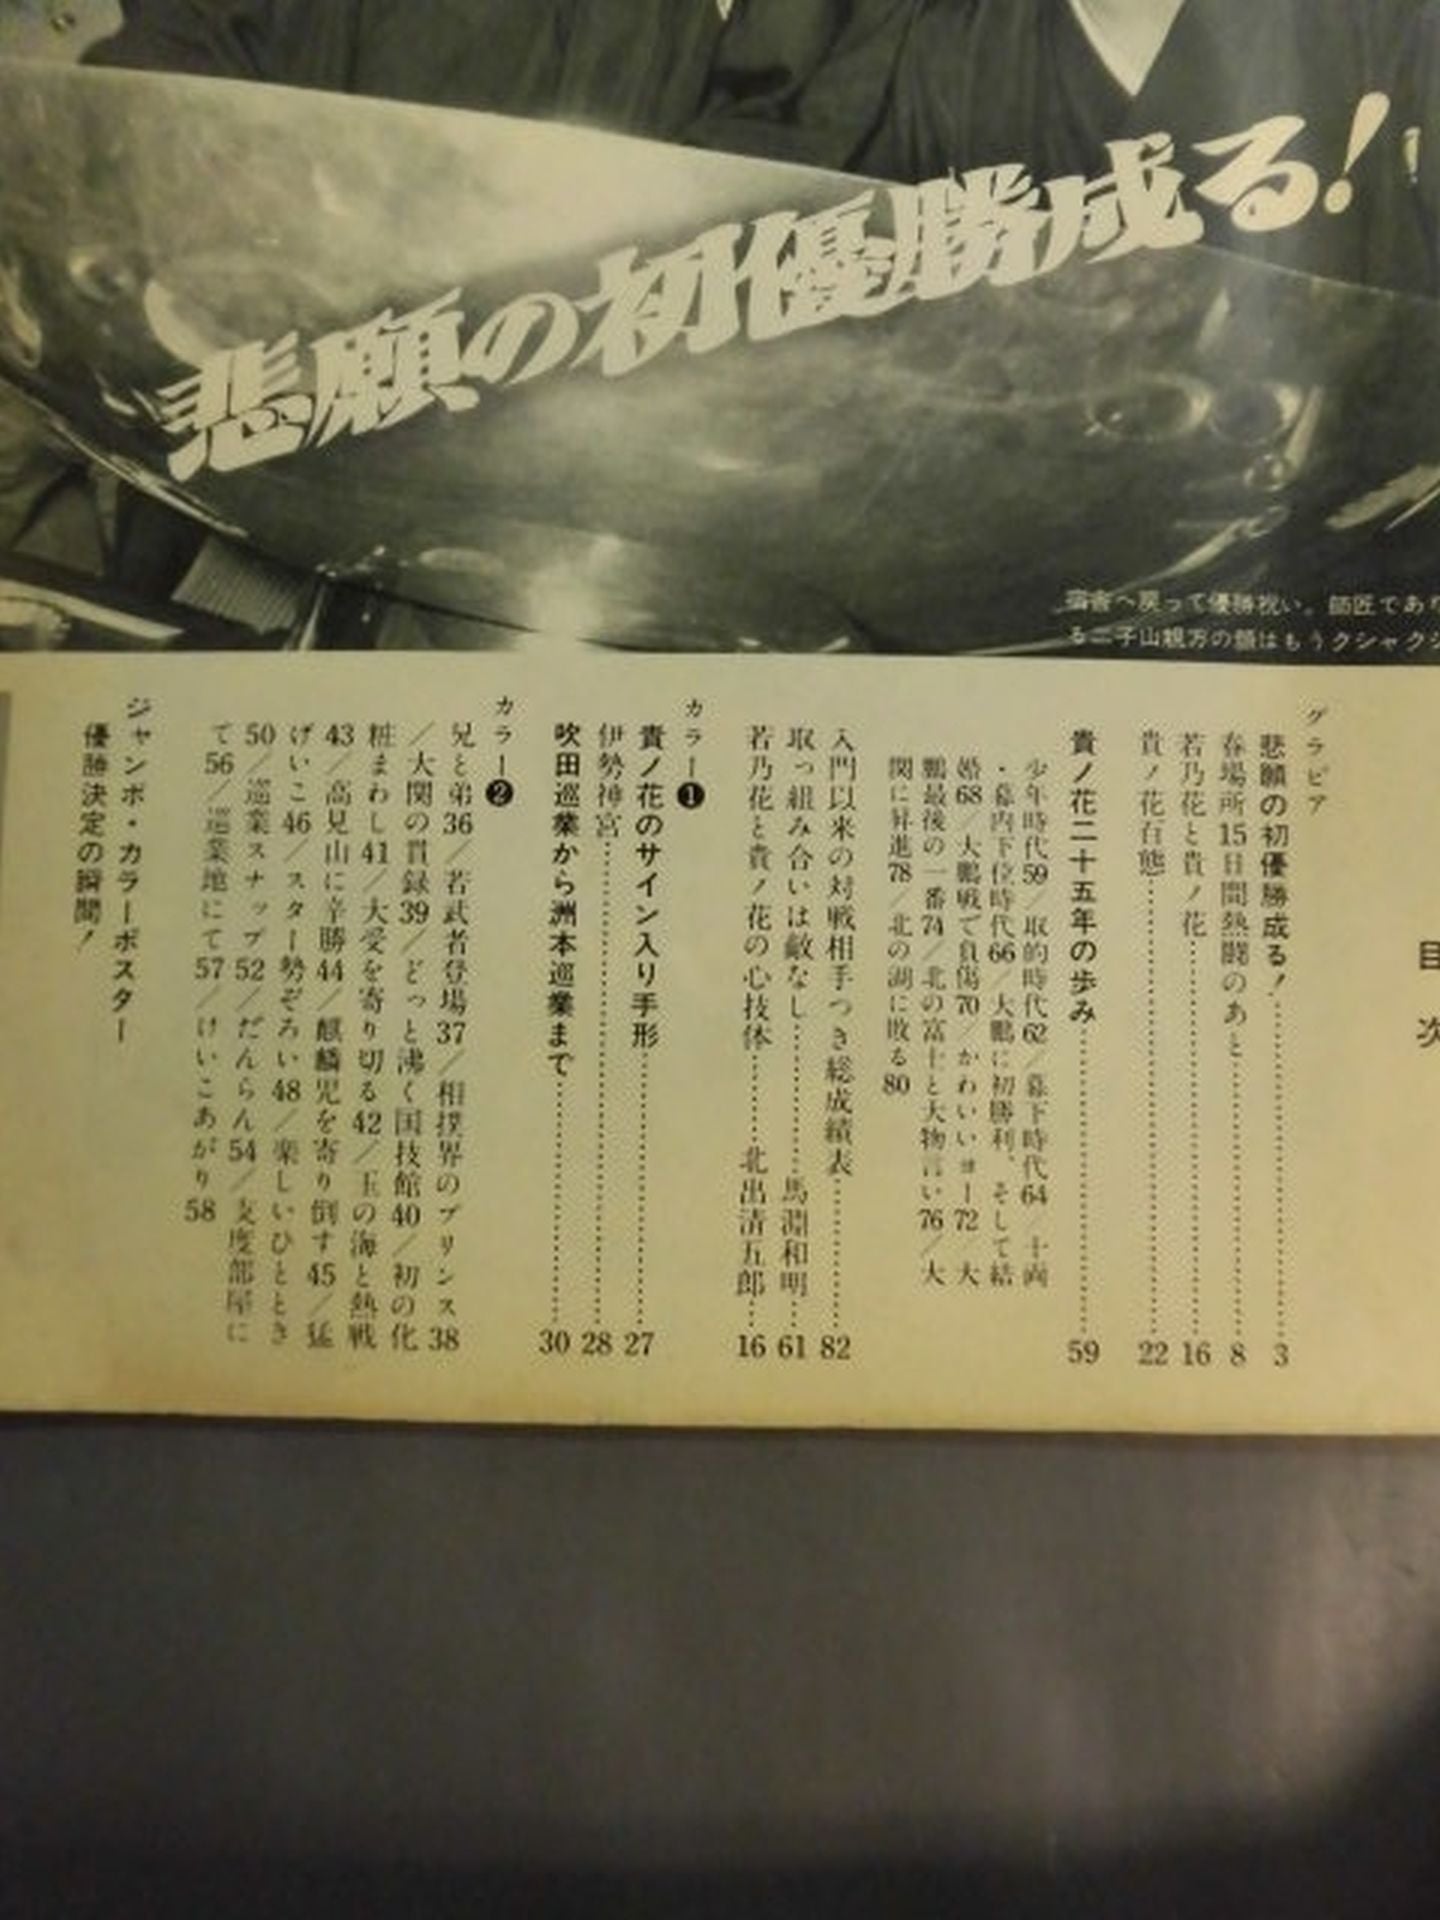 悲願の初優勝成る!
宿舎へ戻って優勝祝い。師匠であ
る二子山親方の顔はもうクシャクシ
目次
グラビア
悲願の初優勝成る!……3
春場所15日間熱闘のあと……8
若乃花と貴ノ花……16
貴ノ花百態……22
貴ノ花二十五年の歩み……59
少年時代59/取的時代62/幕下時代64/十両
・幕内下位時代66/大鵬に初勝利、そして結
婚68/大鵬戦で負傷70/かわいいヨー72/大
鵬最後の一番74/北の富士と大物言い76/大
関に昇進78/北の湖に敗る80
入門以来の対戦相手つき総成績表……82
取っ組み合いは敵なし……馬淵和明……61
若乃花と貴ノ花の心技体……北出清五郎……16
カラー❶
貴ノ花のサイン入り手形……27
伊勢神宮……28
吹田巡業から洲本巡業まで……30
カラー❷
兄と弟36/若武者登場37/相撲界のプリンス38
/大関の貫録39/どっと沸く国技館40/初の化
粧まわし41/大受を寄り切る42/玉の海と熱戦
43/高見山に辛勝44/麒麟児を寄り倒す45/猛
げいこ46/スター勢ぞろい48/楽しいひととき
50/巡業スナップ52/だんらん54/支度部屋に
て56/巡業地にて57/けいこあがり58
ジャンボ・カラーポスター
優勝決定の瞬間!